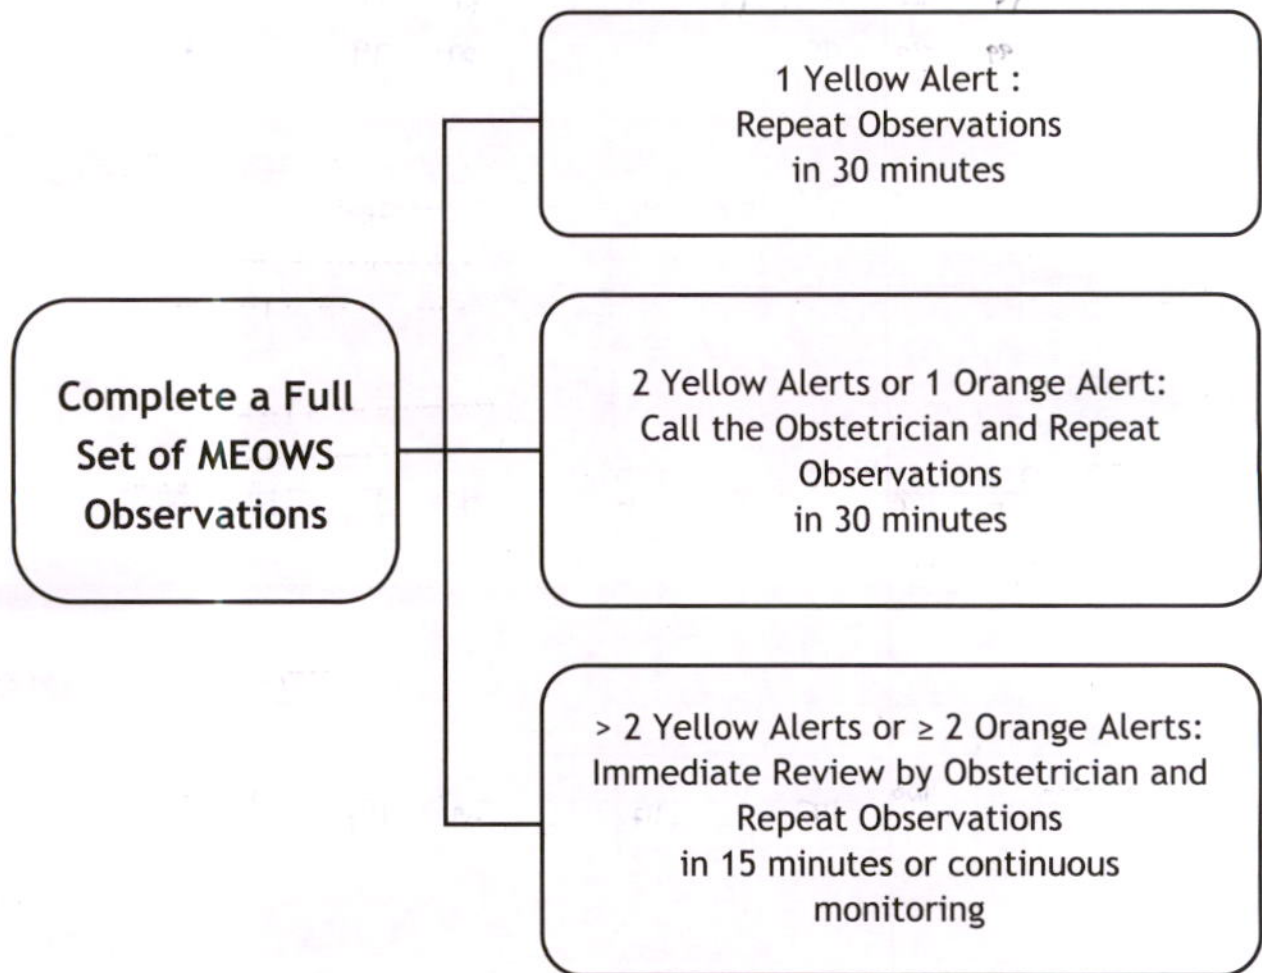 1 Yellow Alert :
Repeat Observations
in 30 minutes
Complete a Full
Set of MEOWS
Observations
2 Yellow Alerts or 1 Orange Alert:
Call the Obstetrician and Repeat
Observations
in 30 minutes
> 2 Yellow Alerts or ≥ 2 Orange Alerts:
Immediate Review by Obstetrician and
Repeat Observations
in 15 minutes or continuous
monitoring